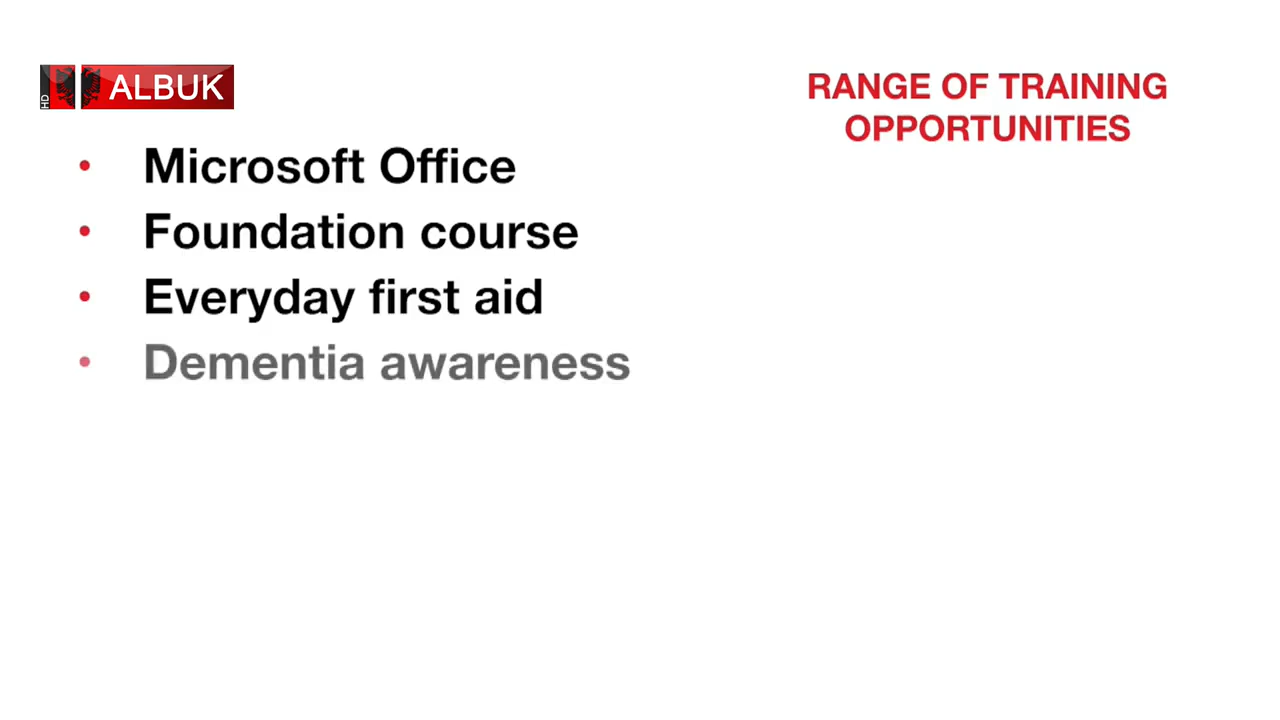 HD
ALBUK
RANGE OF TRAINING
OPPORTUNITIES
• Microsoft Office
• Foundation course
• Everyday first aid
• Dementia awareness